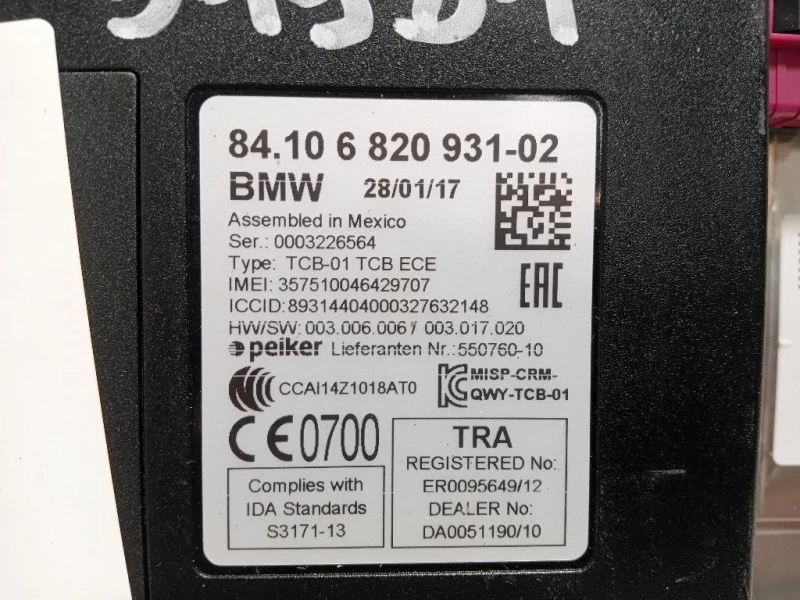 84.10 6 820 931-02
BMW 28/01/17
Assembled in Mexico
Ser.: 0003226564
Type: TCB-01 TCB ECE
IMEI: 357510046429707
ICCID:89314404000327632148
HW/SW: 003.006.006/ 003.017.020
peiker Lieferanten Nr.:550760-10
EAC
CCC CCAI14Z1018AT0
KC MISP-CRM-
QWY-TCB-01
CE0700
Complies with
IDA Standards
S3171-13
TRA
REGISTERED No:
ER0095649/12
DEALER No:
DA0051190/10